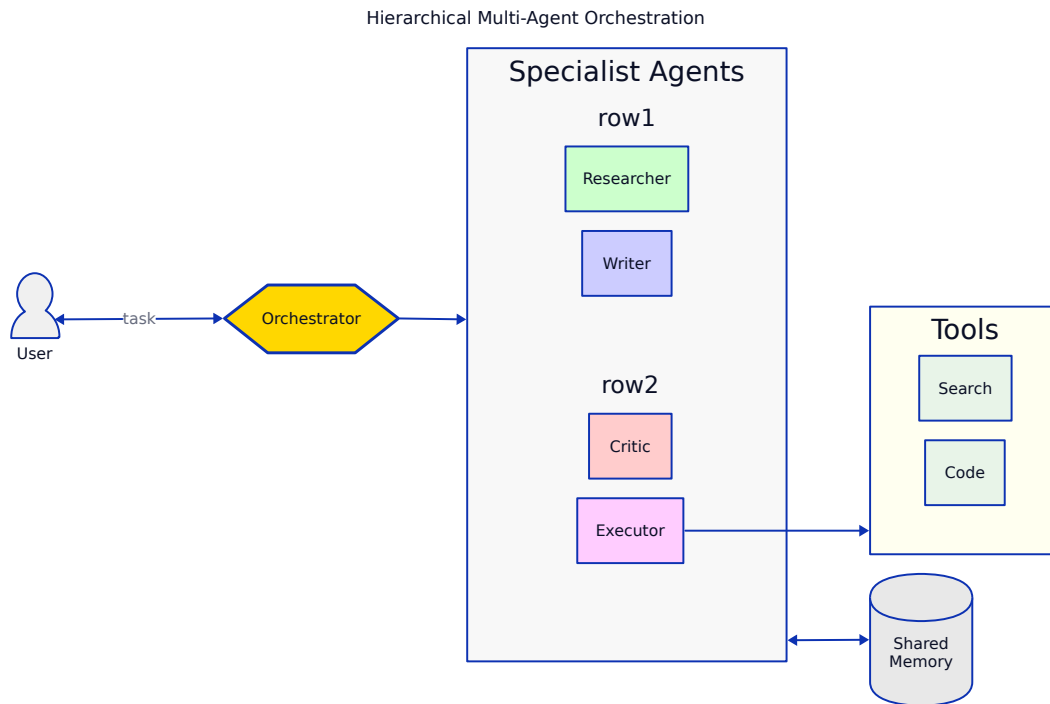 Hierarchical Multi-Agent Orchestration
Specialist Agents
row1
Researcher
Writer
task
Orchestrator
User
row2
Critic
Executor
Tools
Search
Code
Shared
Memory